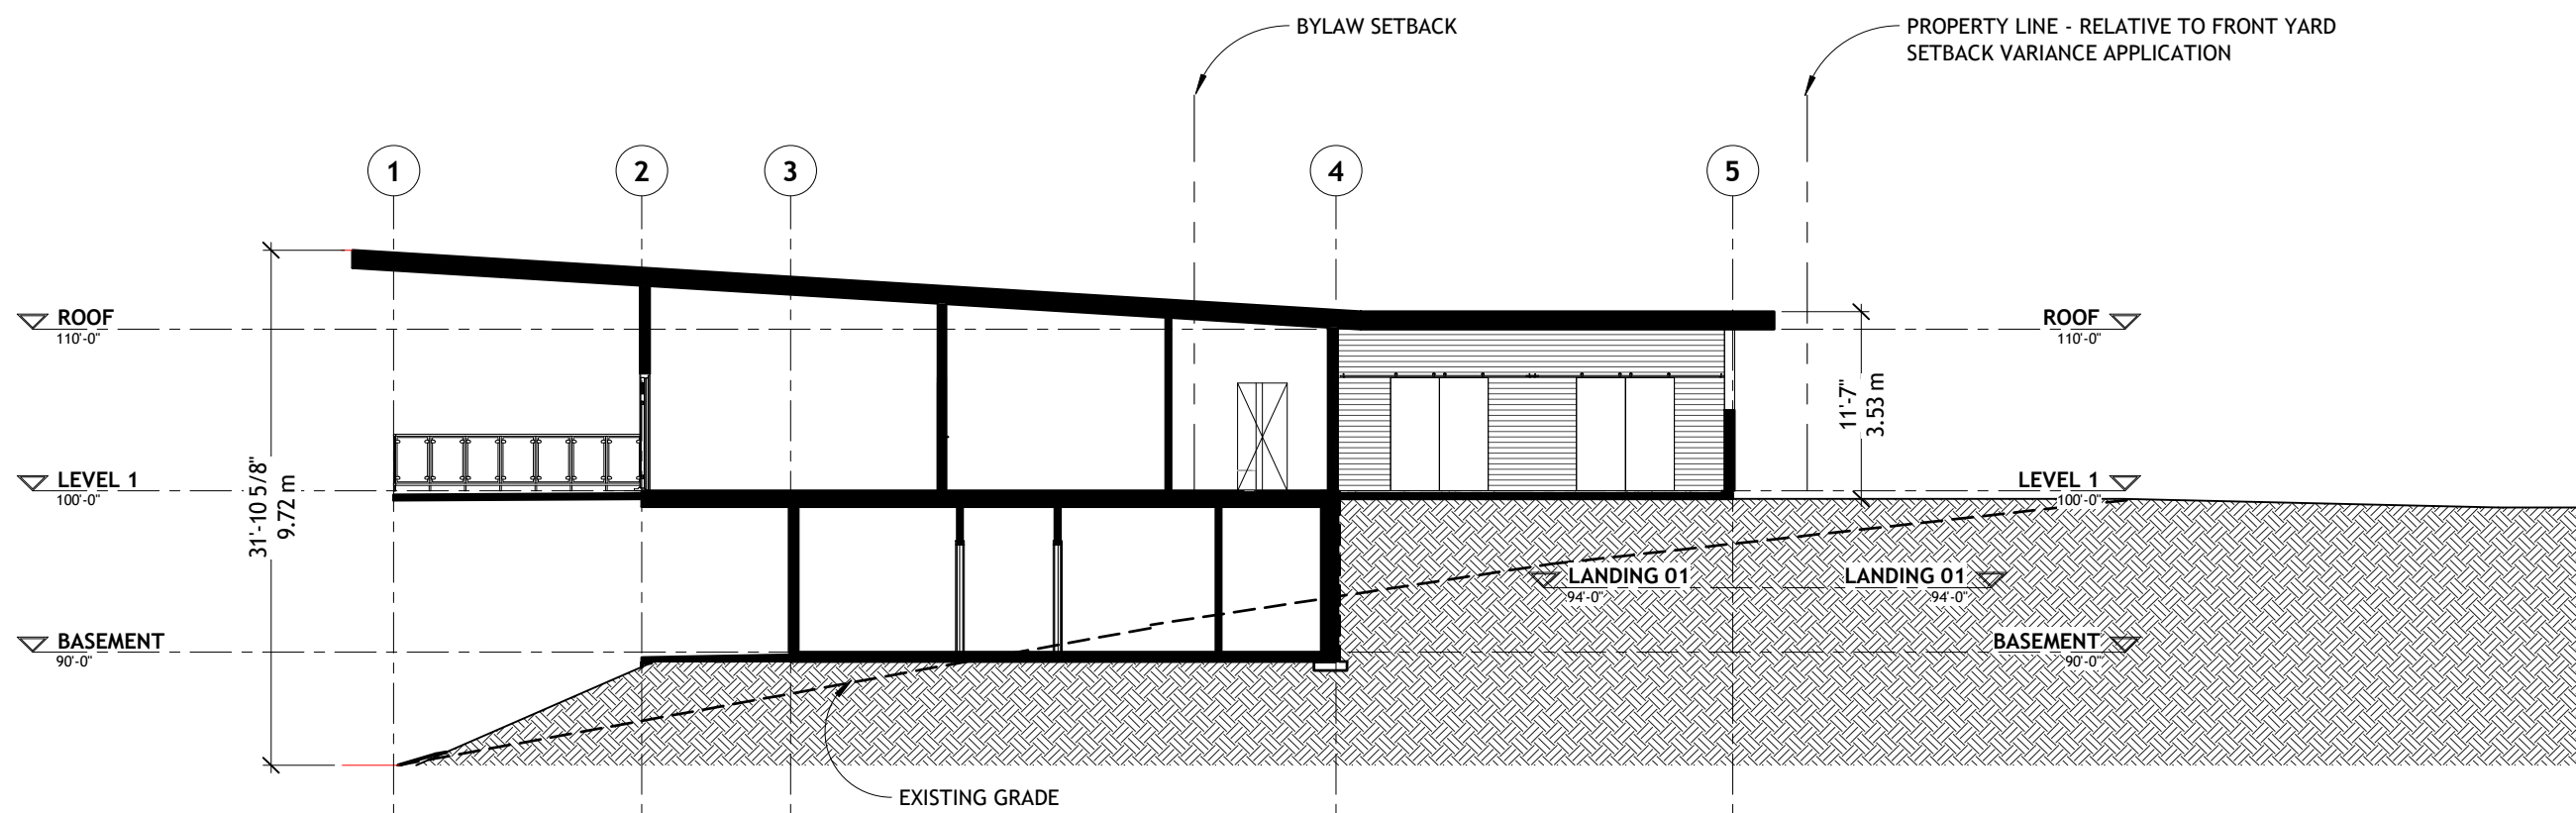 BYLAW SETBACK
PROPERTY LINE - RELATIVE TO FRONT YARD
SETBACK VARIANCE APPLICATION
1
2
3
4
5
ROOF
110'-0"
ROOF
110'-0"
11'-7"
3.53 m
31'-10 5/8"
9.72 m
LEVEL 1
100'-0"
LEVEL 1
100'-0"
LANDING 01
94'-0"
LANDING 01
94'-0"
BASEMENT
90'-0"
BASEMENT
90'-0"
EXISTING GRADE